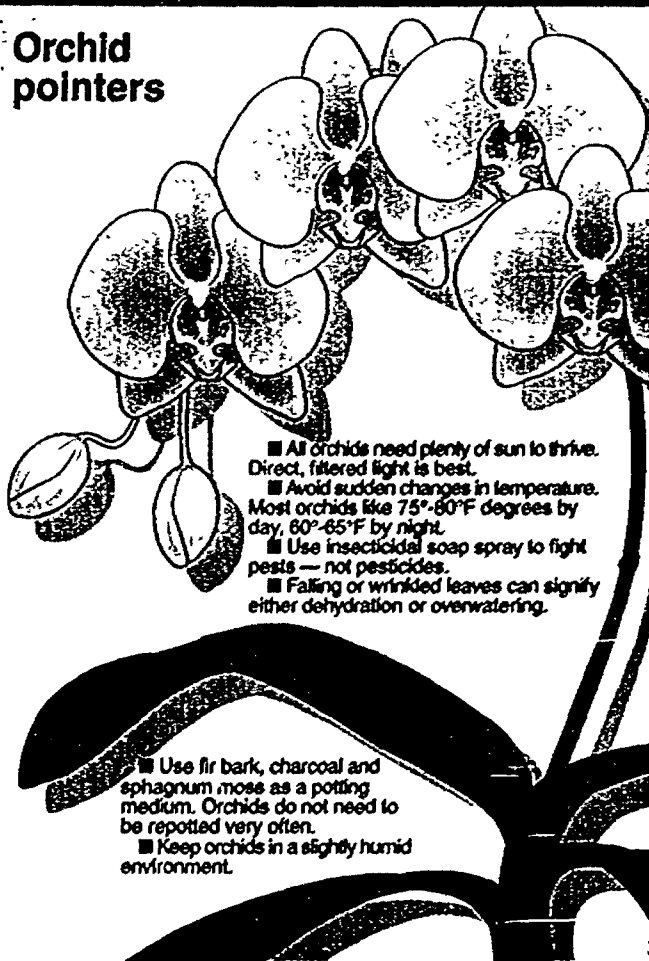 Orchid
pointers
■ All orchids need plenty of sun to thrive.
Direct, filtered light is best.
■ Avoid sudden changes in temperature.
Most orchids like 75°-80°F degrees by
day, 60°-65°F by night.
■ Use insecticidal soap spray to fight
pests — not pesticides.
■ Falling or wrinkled leaves can signify
either dehydration or overwatering.
■ Use fir bark, charcoal and
sphagnum moss as a potting
medium. Orchids do not need to
be repotted very often.
■ Keep orchids in a slightly humid
environment.